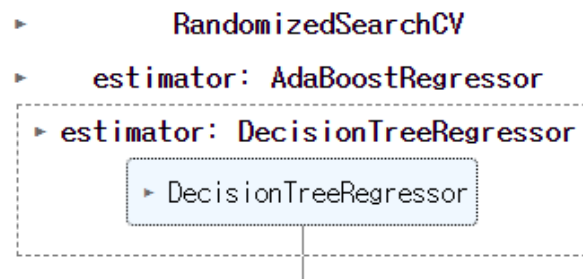 RandomizedSearchCV
estimator: AdaBoostRegressor
estimator: DecisionTreeRegressor
DecisionTreeRegressor